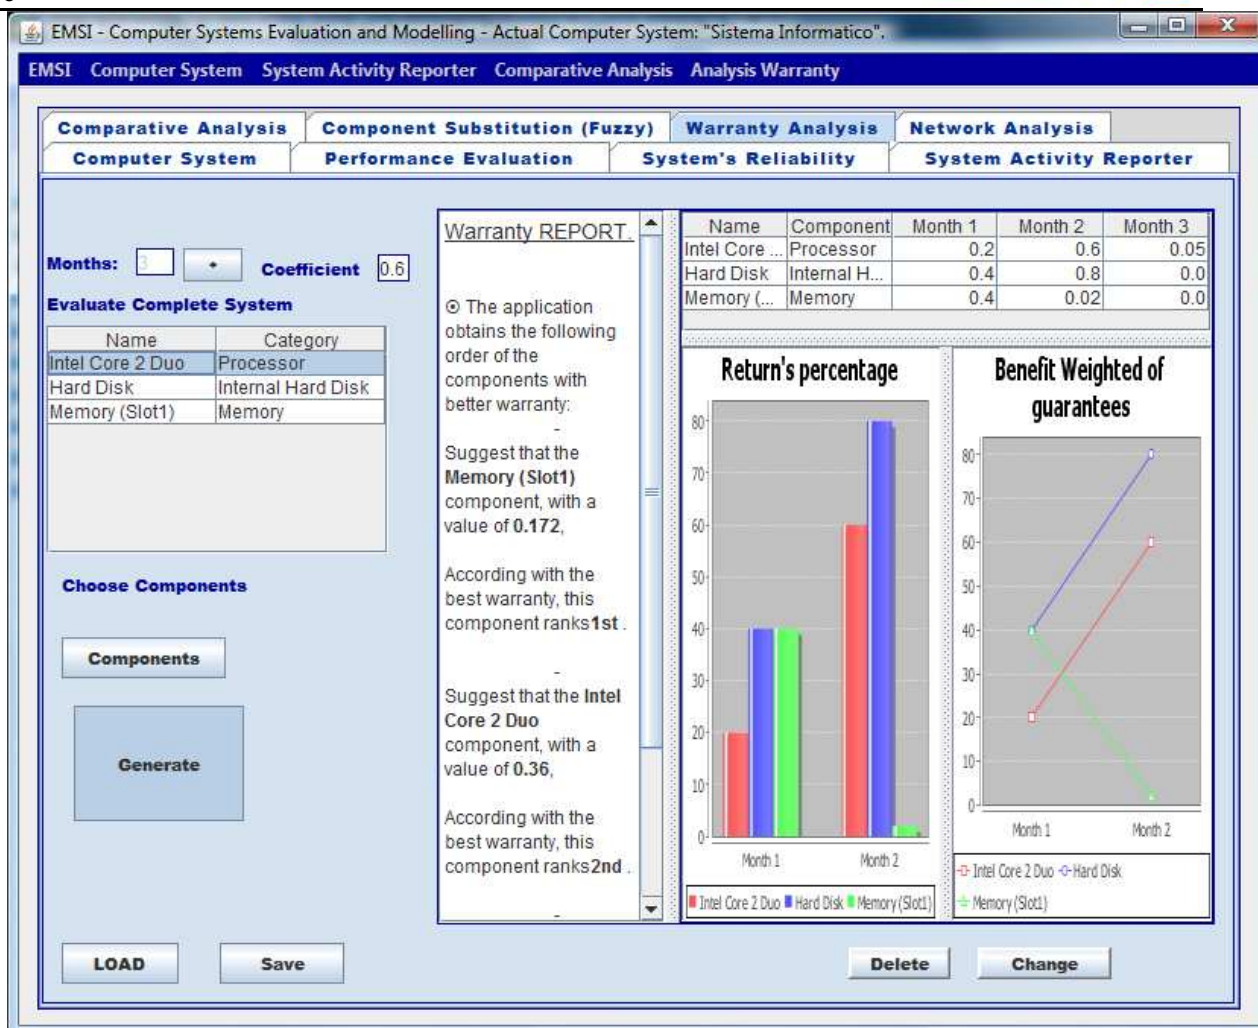 EMSI - Computer Systems Evaluation and Modelling - Actual Computer System: "Sistema Informatico".
EMSI Computer System System Activity Reporter Comparative Analysis Analysis Warranty
Comparative Analysis Component Substitution (Fuzzy) Warranty Analysis Network Analysis
Computer System Performance Evaluation System's Reliability System Activity Reporter
Months: 3 Coefficient 0.6
Evaluate Complete System
Name Category
Intel Core 2 Duo Processor
Hard Disk Internal Hard Disk
Memory (Slot1) Memory
Choose Components
Components
Generate
LOAD Save
Warranty REPORT.
⊙ The application
obtains the following
order of the
components with
better warranty:
-
Suggest that the
Memory (Slot1)
component, with a
value of 0.172,
According with the
best warranty, this
component ranks1st .
-
Suggest that the Intel
Core 2 Duo
component, with a
value of 0.36,
According with the
best warranty, this
component ranks2nd .
-
Name Component Month 1 Month 2 Month 3
Intel Core ... Processor 0.2 0.6 0.05
Hard Disk Internal H... 0.4 0.8 0.0
Memory (... Memory 0.4 0.02 0.0
Return's percentage
80
70
60
50
40
30
20
10
0
Month 1 Month 2
Intel Core 2 Duo Hard Disk Memory (Slot1)
Benefit Weighted of
guarantees
80
70
60
50
40
30
20
10
0
Month 1 Month 2
Intel Core 2 Duo Hard Disk
Memory (Slot1)
Delete Change